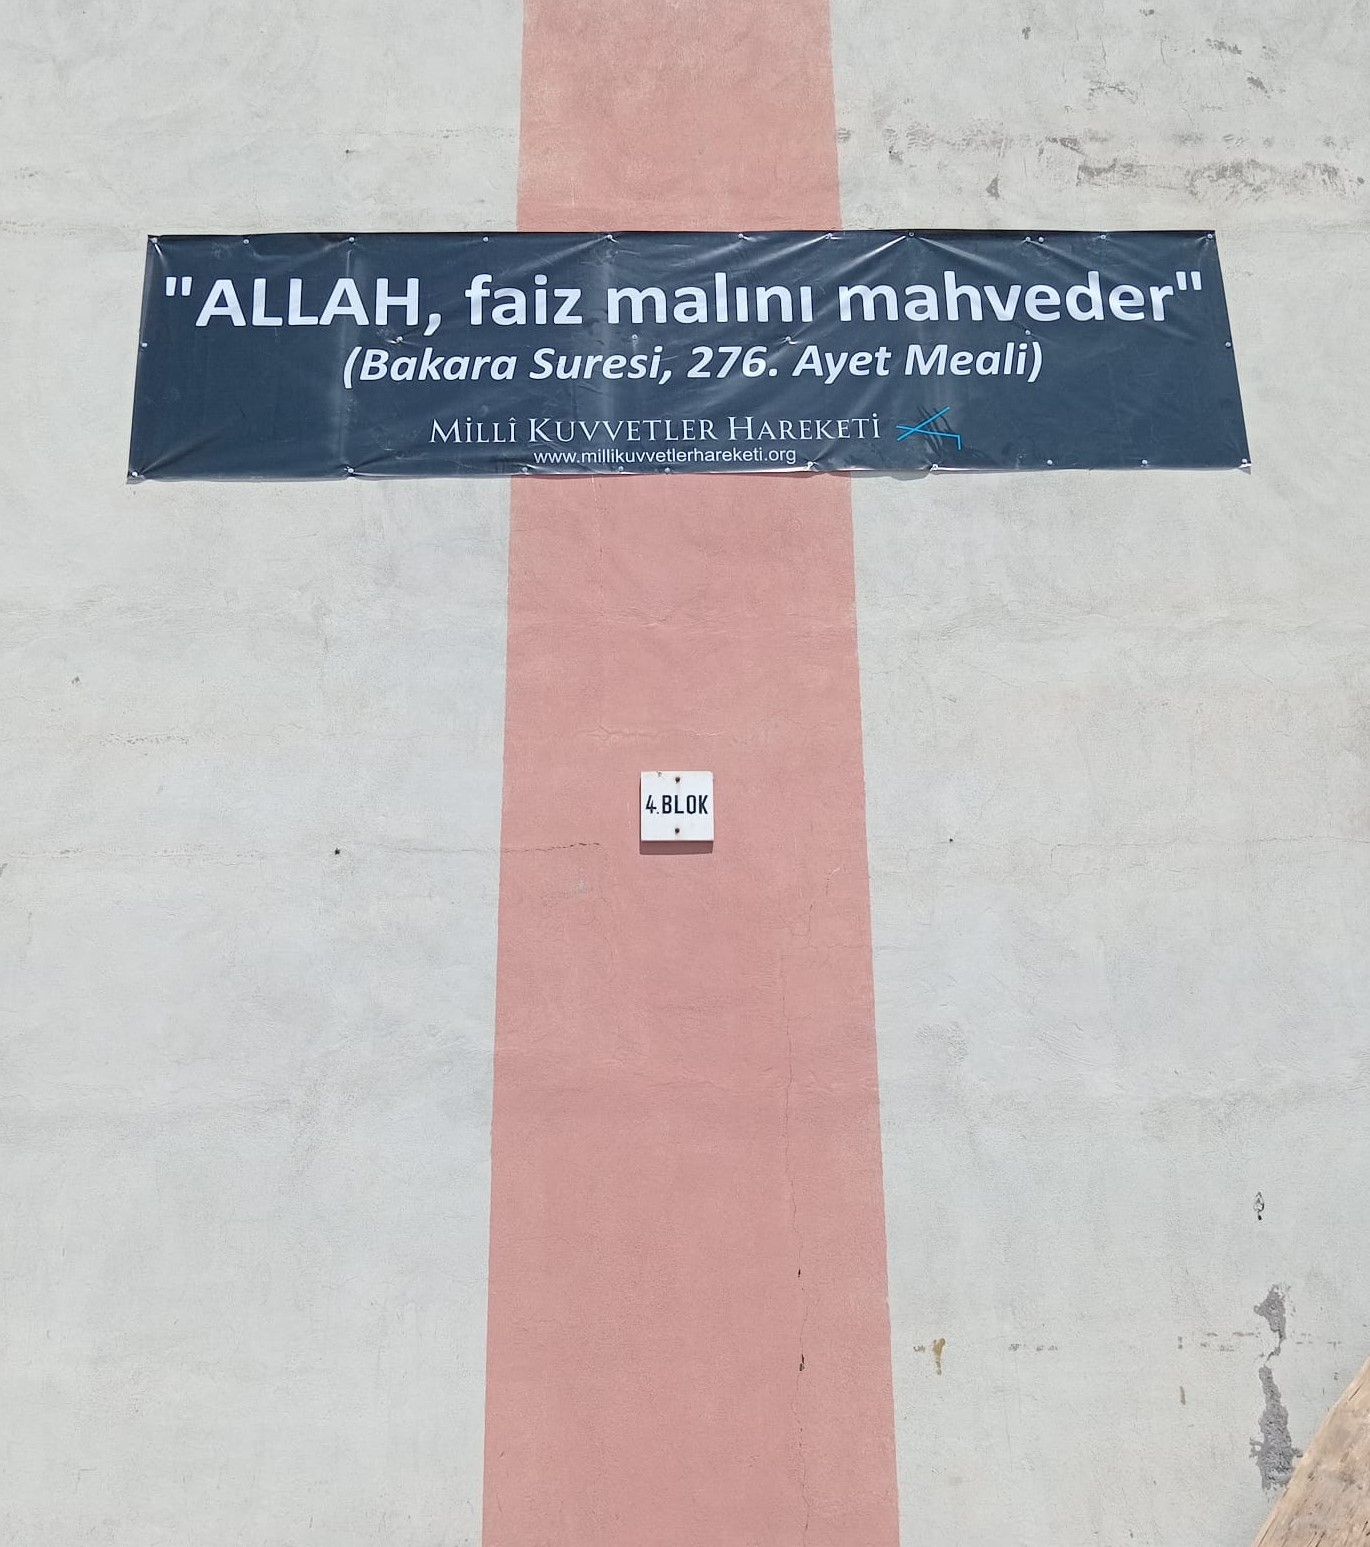 "ALLAH, faiz malını mahveder"
(Bakara Suresi, 276. Ayet Meali)
MİLLÎ KUVVETLER HAREKETİ
www.millikuvvetlerhareketi.org
4.BLOK